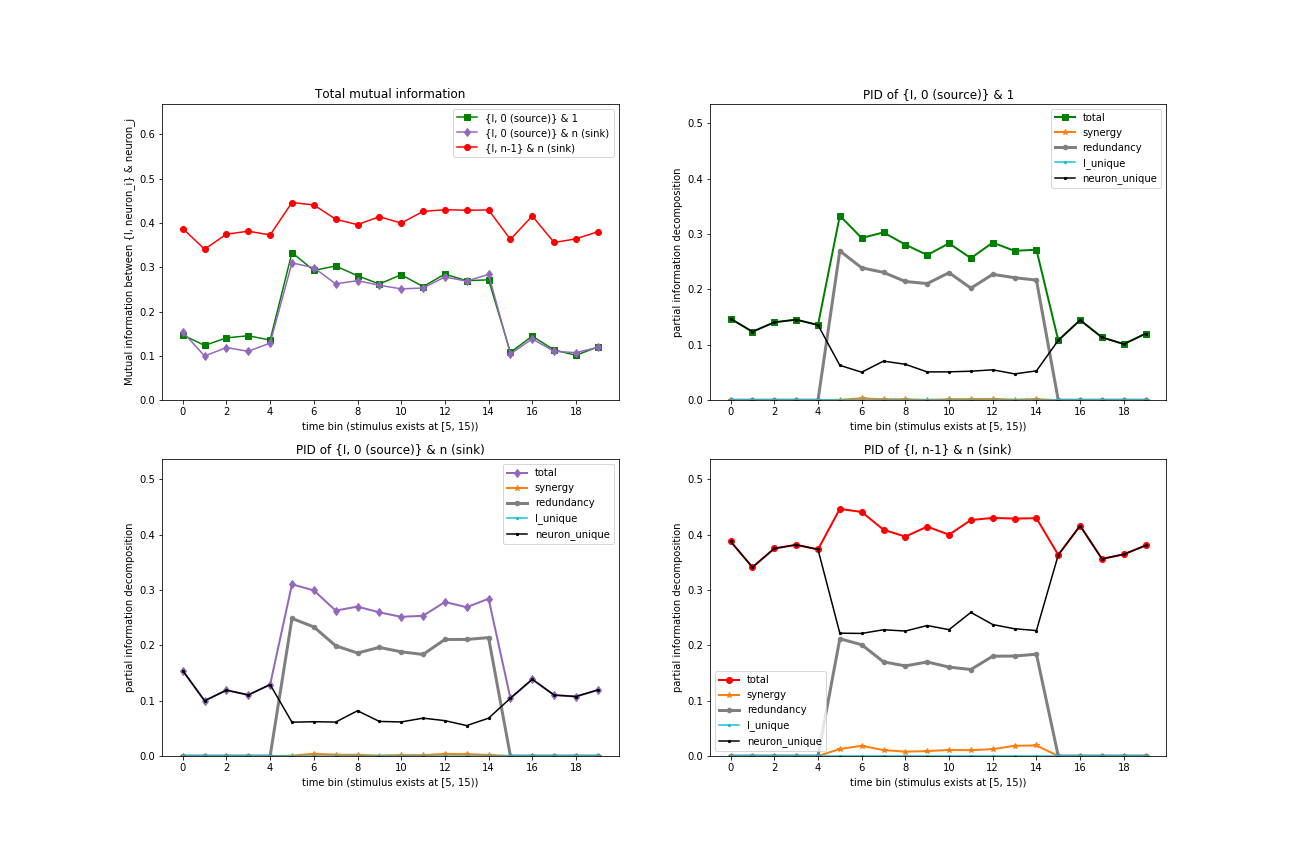 Total mutual information
Mutual information between {I, neuron_i} & neuron_j
0.6
0.5
0.4
0.3
0.2
0.1
0.0
{I, 0 (source)} & 1
{I, 0 (source)} & n (sink)
{I, n-1} & n (sink)
0 2 4 6 8 10 12 14 16 18
time bin (stimulus exists at [5, 15))
PID of {I, 0 (source)} & 1
partial information decomposition
0.5
0.4
0.3
0.2
0.1
0.0
total
synergy
redundancy
I_unique
neuron_unique
0 2 4 6 8 10 12 14 16 18
time bin (stimulus exists at [5, 15))
PID of {I, 0 (source)} & n (sink)
partial information decomposition
0.5
0.4
0.3
0.2
0.1
0.0
total
synergy
redundancy
I_unique
neuron_unique
0 2 4 6 8 10 12 14 16 18
time bin (stimulus exists at [5, 15))
PID of {I, n-1} & n (sink)
partial information decomposition
0.5
0.4
0.3
0.2
0.1
0.0
total
synergy
redundancy
I_unique
neuron_unique
0 2 4 6 8 10 12 14 16 18
time bin (stimulus exists at [5, 15))